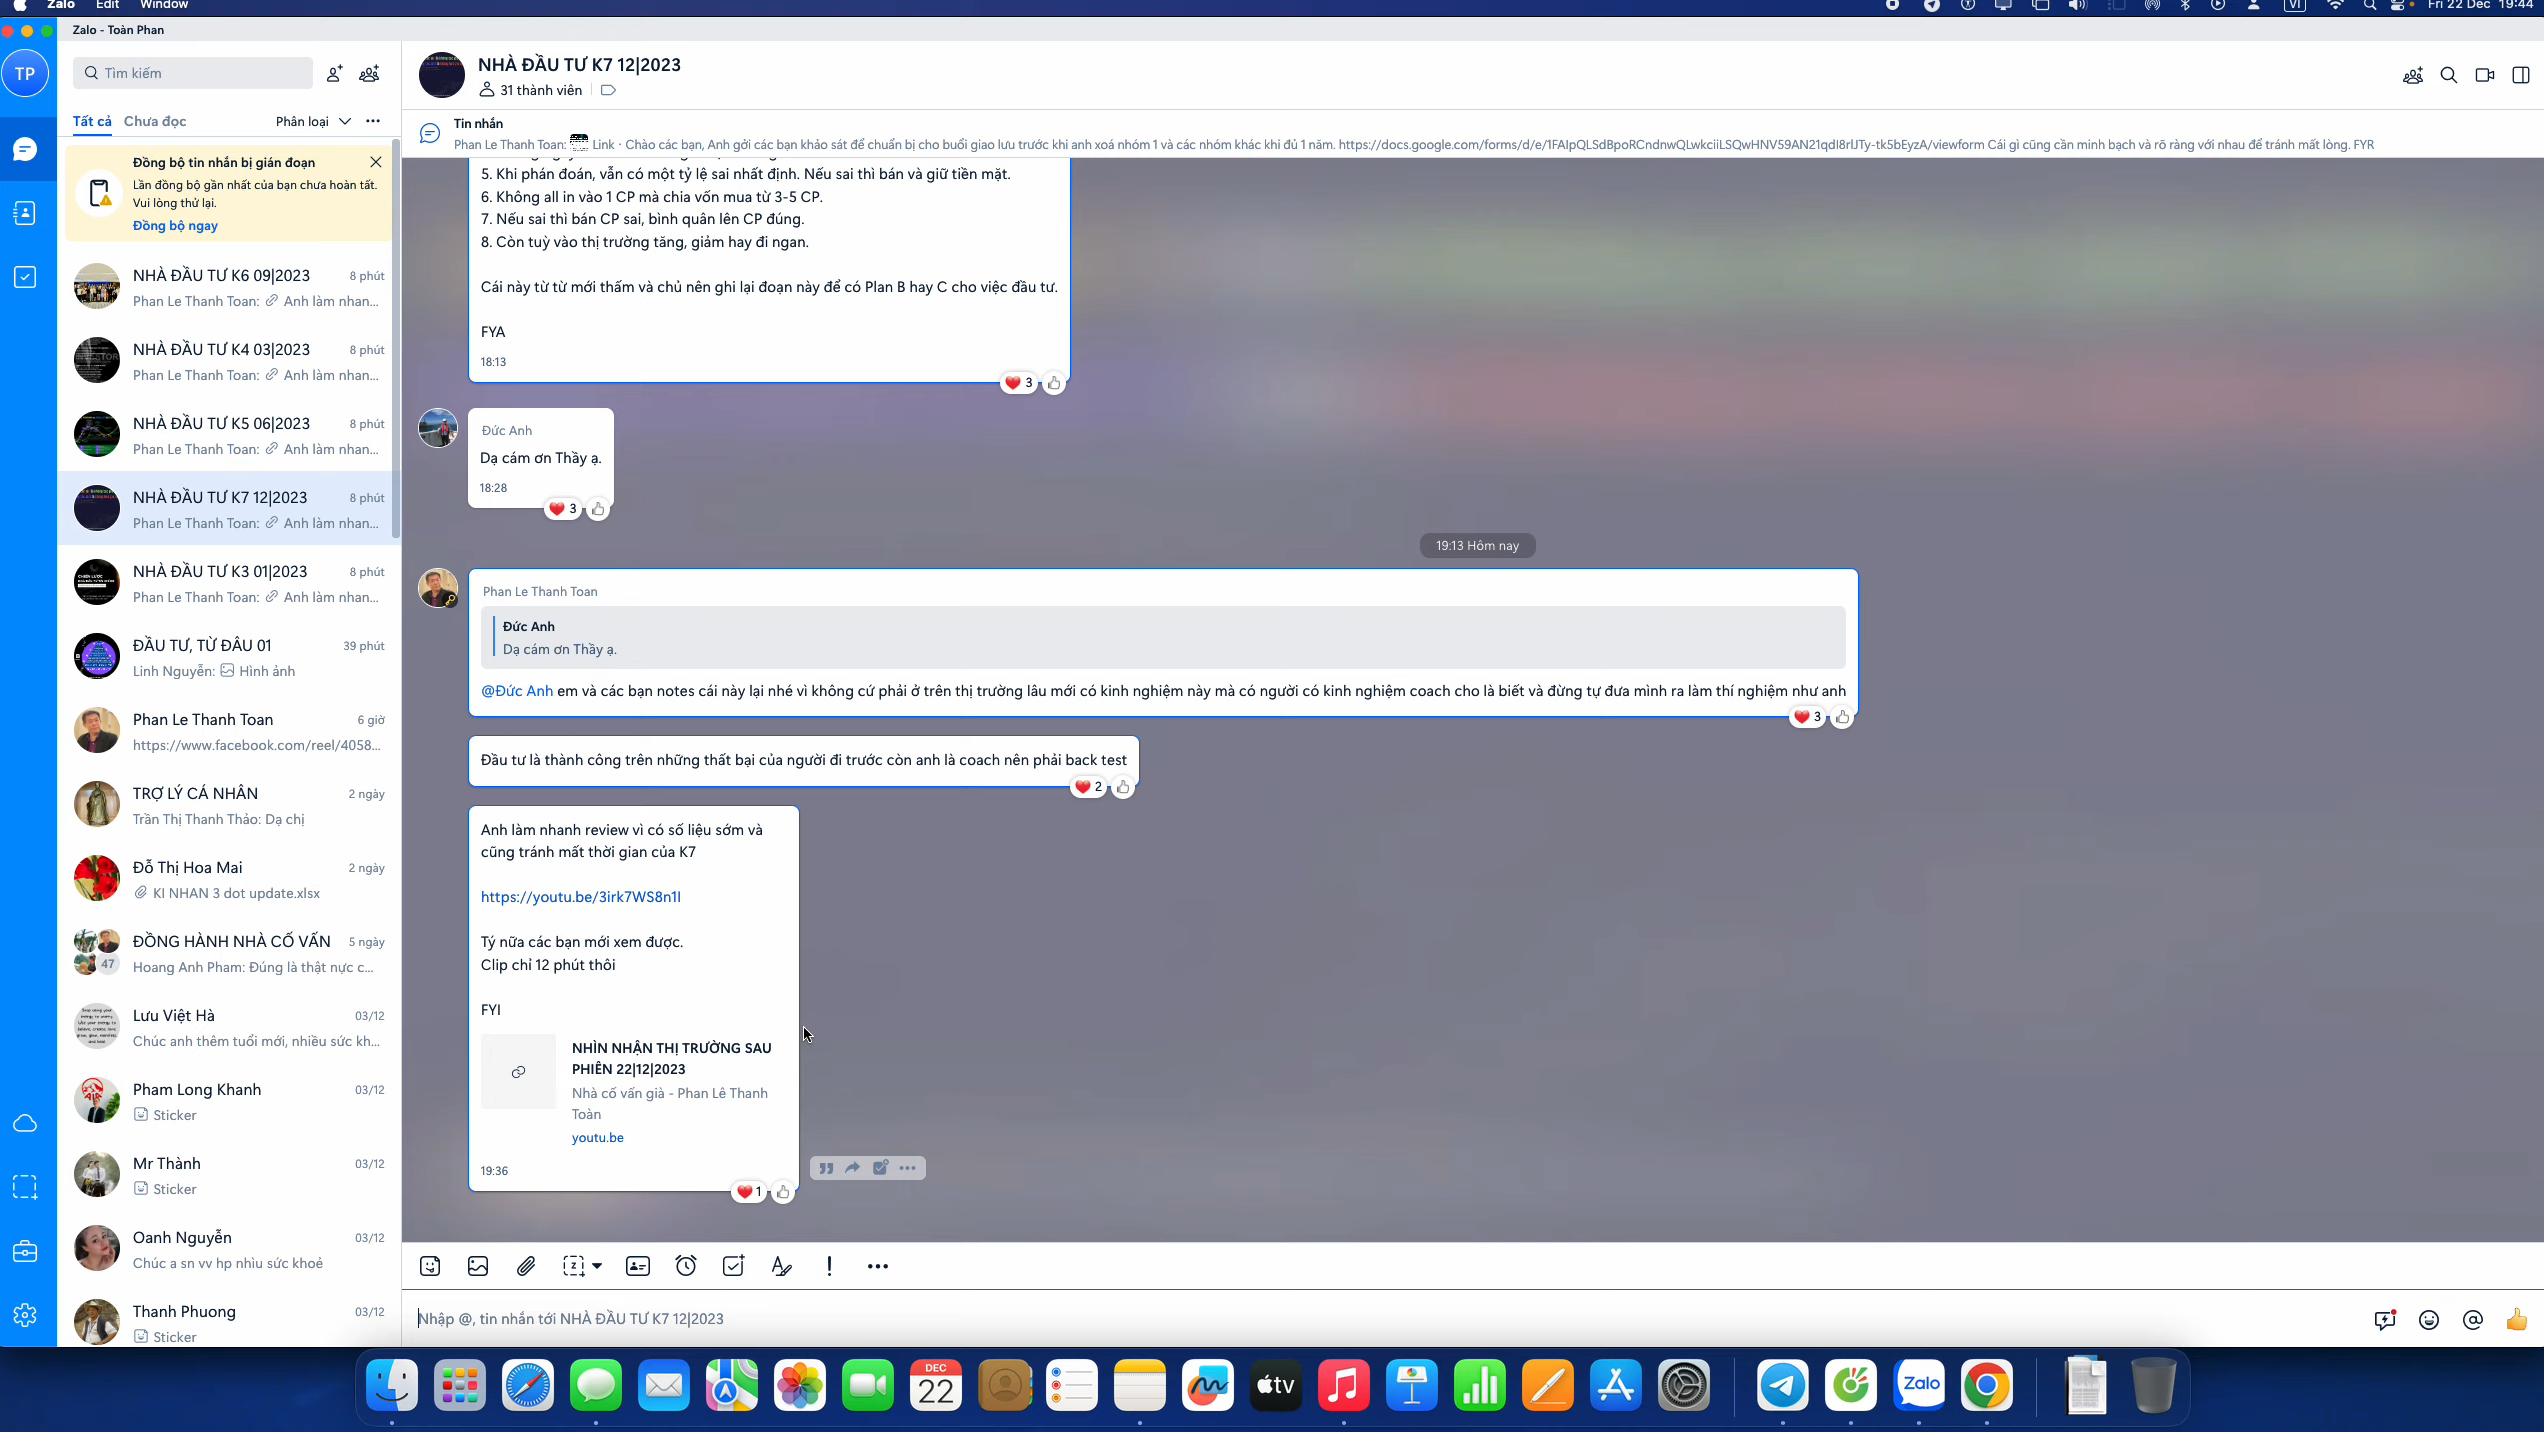 Zalo Edit Window
VI Fri 22 Dec 19:44
Zalo - Toàn Phan
TP
Tìm kiếm
Tất cả Chưa đọc Phân loại
Đồng bộ tin nhắn bị gián đoạn
Lần đồng bộ gần nhất của bạn chưa hoàn tất.
Vui lòng thử lại.
Đồng bộ ngay
NHÀ ĐẦU TƯ K6 09|2023 8 phút
Phan Le Thanh Toan: Anh làm nhan...
NHÀ ĐẦU TƯ K4 03|2023 8 phút
Phan Le Thanh Toan: Anh làm nhan...
NHÀ ĐẦU TƯ K5 06|2023 8 phút
Phan Le Thanh Toan: Anh làm nhan...
NHÀ ĐẦU TƯ K7 12|2023 8 phút
Phan Le Thanh Toan: Anh làm nhan...
NHÀ ĐẦU TƯ K3 01|2023 8 phút
Phan Le Thanh Toan: Anh làm nhan...
ĐẦU TƯ, TỪ ĐÂU 01 39 phút
Linh Nguyễn: Hình ảnh
Phan Le Thanh Toan 6 giờ
https://www.facebook.com/reel/4058...
TRỢ LÝ CÁ NHÂN 2 ngày
Trần Thị Thanh Thảo: Dạ chị
Đỗ Thị Hoa Mai 2 ngày
KI NHAN 3 dot update.xlsx
ĐỒNG HÀNH NHÀ CỐ VẤN 5 ngày
47
Hoang Anh Pham: Đúng là thật nực c...
Lưu Việt Hà 03/12
Chúc anh thêm tuổi mới, nhiều sức kh...
Pham Long Khanh 03/12
Sticker
Mr Thành 03/12
Sticker
Oanh Nguyễn 03/12
Chúc a sn vv hp nhìu sức khoẻ
Thanh Phuong 03/12
Sticker
NHÀ ĐẦU TƯ K7 12|2023
31 thành viên
Tin nhắn
Phan Le Thanh Toan: Link · Chào các bạn, Anh gởi các bạn khảo sát để chuẩn bị cho buổi giao lưu trước khi anh xoá nhóm 1 và các nhóm khác khi đủ 1 năm. https://docs.google.com/forms/d/e/1FAIpQLSdBpoRCndnwQLwkciiLSQwHNV59AN21qdI8rIJTy-tk5bEyzA/viewform Cái gì cũng cần minh bạch và rõ ràng với nhau để tránh mất lòng. FYR
5. Khi phán đoán, vẫn có một tỷ lệ sai nhất định. Nếu sai thì bán và giữ tiền mặt.
6. Không all in vào 1 CP mà chia vốn mua từ 3-5 CP.
7. Nếu sai thì bán CP sai, bình quân lên CP đúng.
8. Còn tuỳ vào thị trường tăng, giảm hay đi ngan.
Cái này từ từ mới thấm và chủ nên ghi lại đoạn này để có Plan B hay C cho việc đầu tư.
FYA
18:13
3
Đức Anh
Dạ cám ơn Thầy ạ.
18:28
3
19:13 Hôm nay
Phan Le Thanh Toan
Đức Anh
Dạ cám ơn Thầy ạ.
@Đức Anh em và các bạn notes cái này lại nhé vì không cứ phải ở trên thị trường lâu mới có kinh nghiệm này mà có người có kinh nghiệm coach cho là biết và đừng tự đưa mình ra làm thí nghiệm như anh
3
Đầu tư là thành công trên những thất bại của người đi trước còn anh là coach nên phải back test
2
Anh làm nhanh review vì có số liệu sớm và
cũng tránh mất thời gian của K7
https://youtu.be/3irk7WS8n1I
Tý nữa các bạn mới xem được.
Clip chỉ 12 phút thôi
FYI
NHÌN NHẬN THỊ TRƯỜNG SAU
PHIÊN 22|12|2023
Nhà cố vấn già - Phan Lê Thanh
Toàn
youtu.be
19:36
1
Nhập @, tin nhắn tới NHÀ ĐẦU TƯ K7 12|2023
DEC
22
tv
Zalo